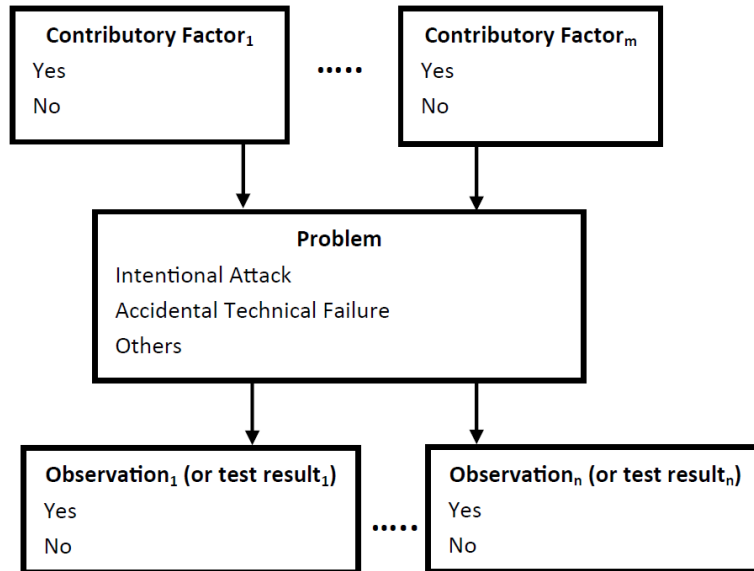 Contributory Factor₁
Yes
No
.....
Contributory Factorₘ
Yes
No
Problem
Intentional Attack
Accidental Technical Failure
Others
Observation₁ (or test result₁)
Yes
No
.....
Observationₙ (or test resultₙ)
Yes
No